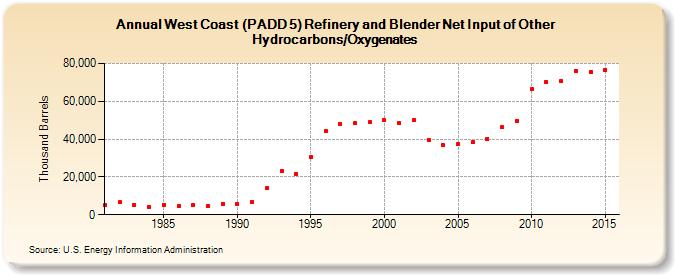 Annual West Coast (PADD 5) Refinery and Blender Net Input of Other
Hydrocarbons/Oxygenates
Thousand Barrels
80,000
60,000
40,000
20,000
0
1985 1990 1995 2000 2005 2010 2015
Source: U.S. Energy Information Administration